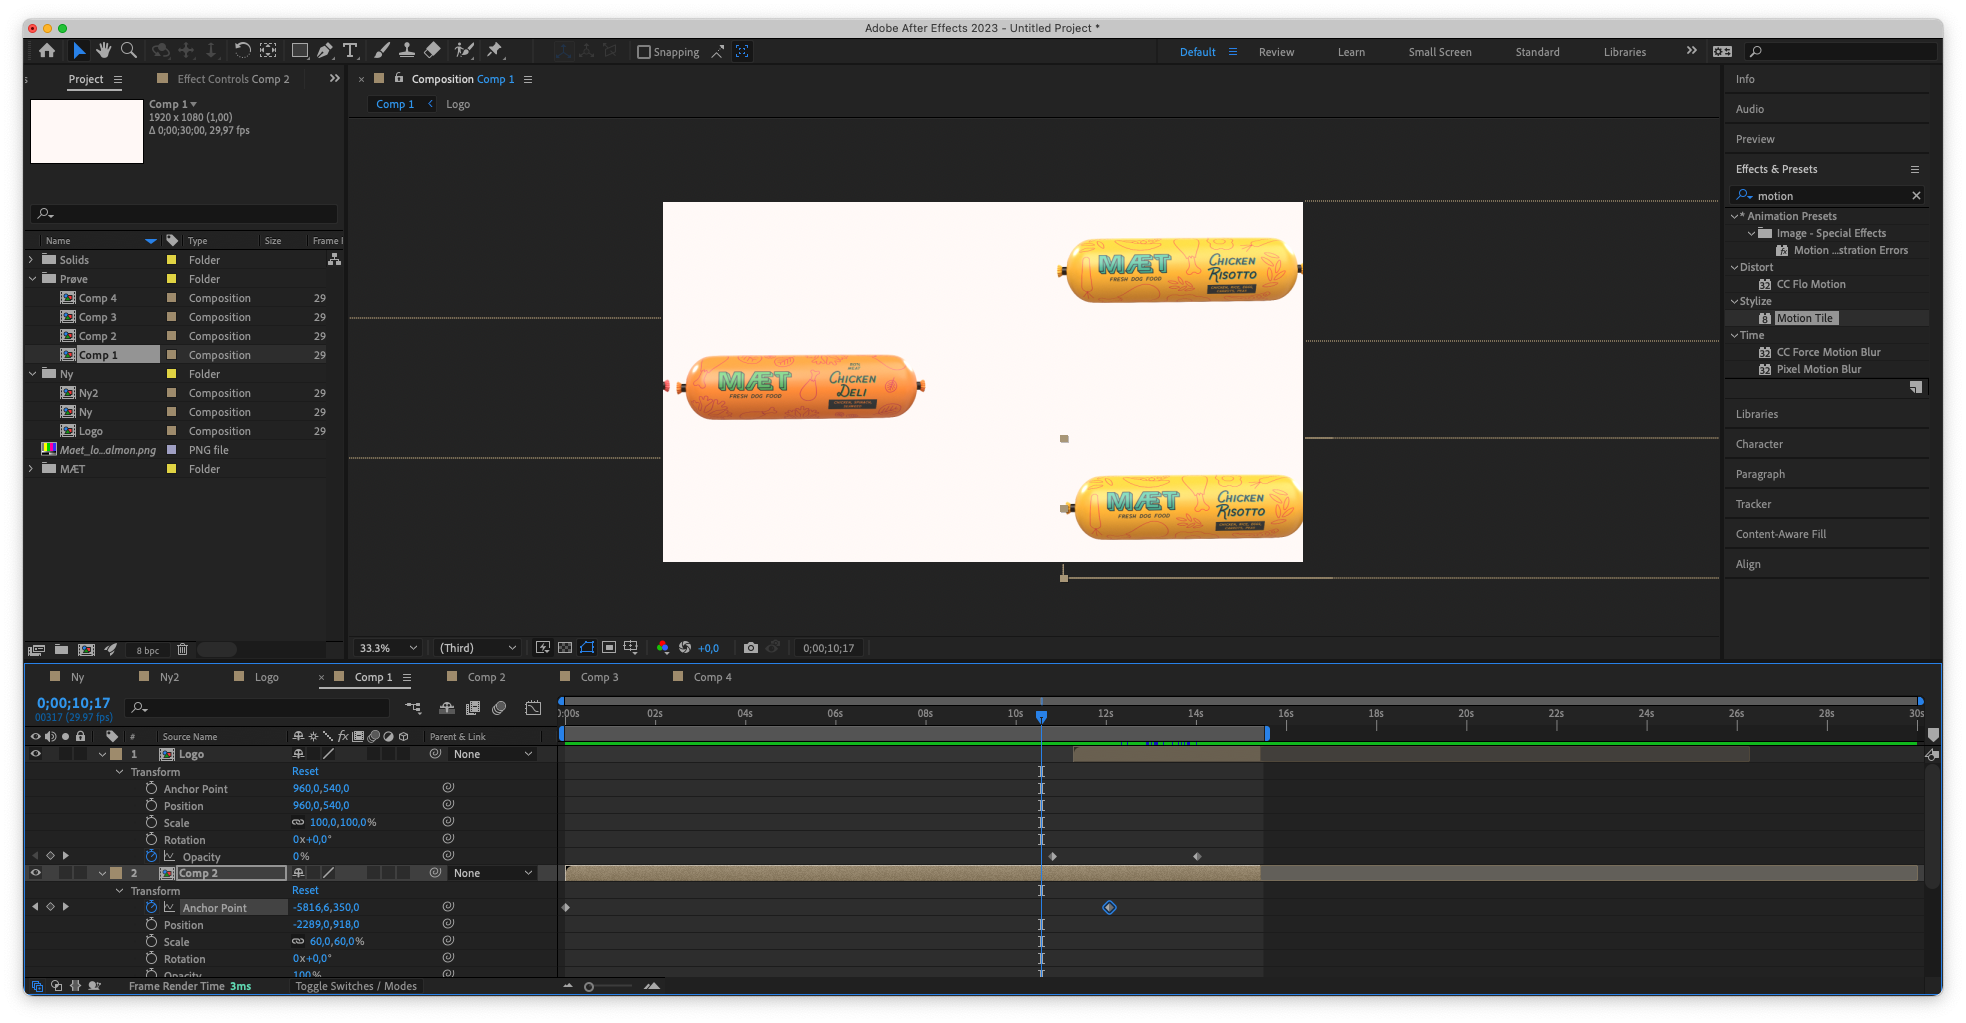 Adobe After Effects 2023 - Untitled Project *
Snapping
Default
Review
Learn
Small Screen
Standard
Libraries
Project
Effect Controls Comp 2
Composition Comp 1
Comp 1
Logo
Comp 1
1920 x 1080 (1,00)
Δ 0;00;30;00, 29,97 fps
Name
Type
Size
Frame R
Solids
Folder
Prøve
Folder
Comp 4
Composition
29
Comp 3
Composition
29
Comp 2
Composition
29
Comp 1
Composition
29
Ny
Folder
Ny2
Composition
29
Ny
Composition
29
Logo
Composition
29
Maet_lo...almon.png
PNG file
MÆT
Folder
8 bpc
MÆT
FRESH DOG FOOD
CHICKEN
RISOTTO
MÆT
FRESH DOG FOOD
CHICKEN
DELI
MÆT
FRESH DOG FOOD
CHICKEN
RISOTTO
33.3%
(Third)
+0,0
0;00;10;17
Info
Audio
Preview
Effects & Presets
motion
* Animation Presets
Image - Special Effects
Motion ...stration Errors
Distort
CC Flo Motion
Stylize
Motion Tile
Time
CC Force Motion Blur
Pixel Motion Blur
Libraries
Character
Paragraph
Tracker
Content-Aware Fill
Align
Ny
Ny2
Logo
Comp 1
Comp 2
Comp 3
Comp 4
0;00;10;17
00317 (29.97 fps)
:00s
02s
04s
06s
08s
10s
12s
14s
16s
18s
20s
22s
24s
26s
28s
30s
#
Source Name
fx
Parent & Link
1
Logo
None
Transform
Reset
Anchor Point
960,0,540,0
Position
960,0,540,0
Scale
100,0,100,0%
Rotation
0x+0,0°
Opacity
0%
2
Comp 2
None
Transform
Reset
Anchor Point
-5816,6,350,0
Position
-2289,0,918,0
Scale
60,0,60,0%
Rotation
0x+0,0°
Opacity
100%
Frame Render Time 3ms
Toggle Switches / Modes